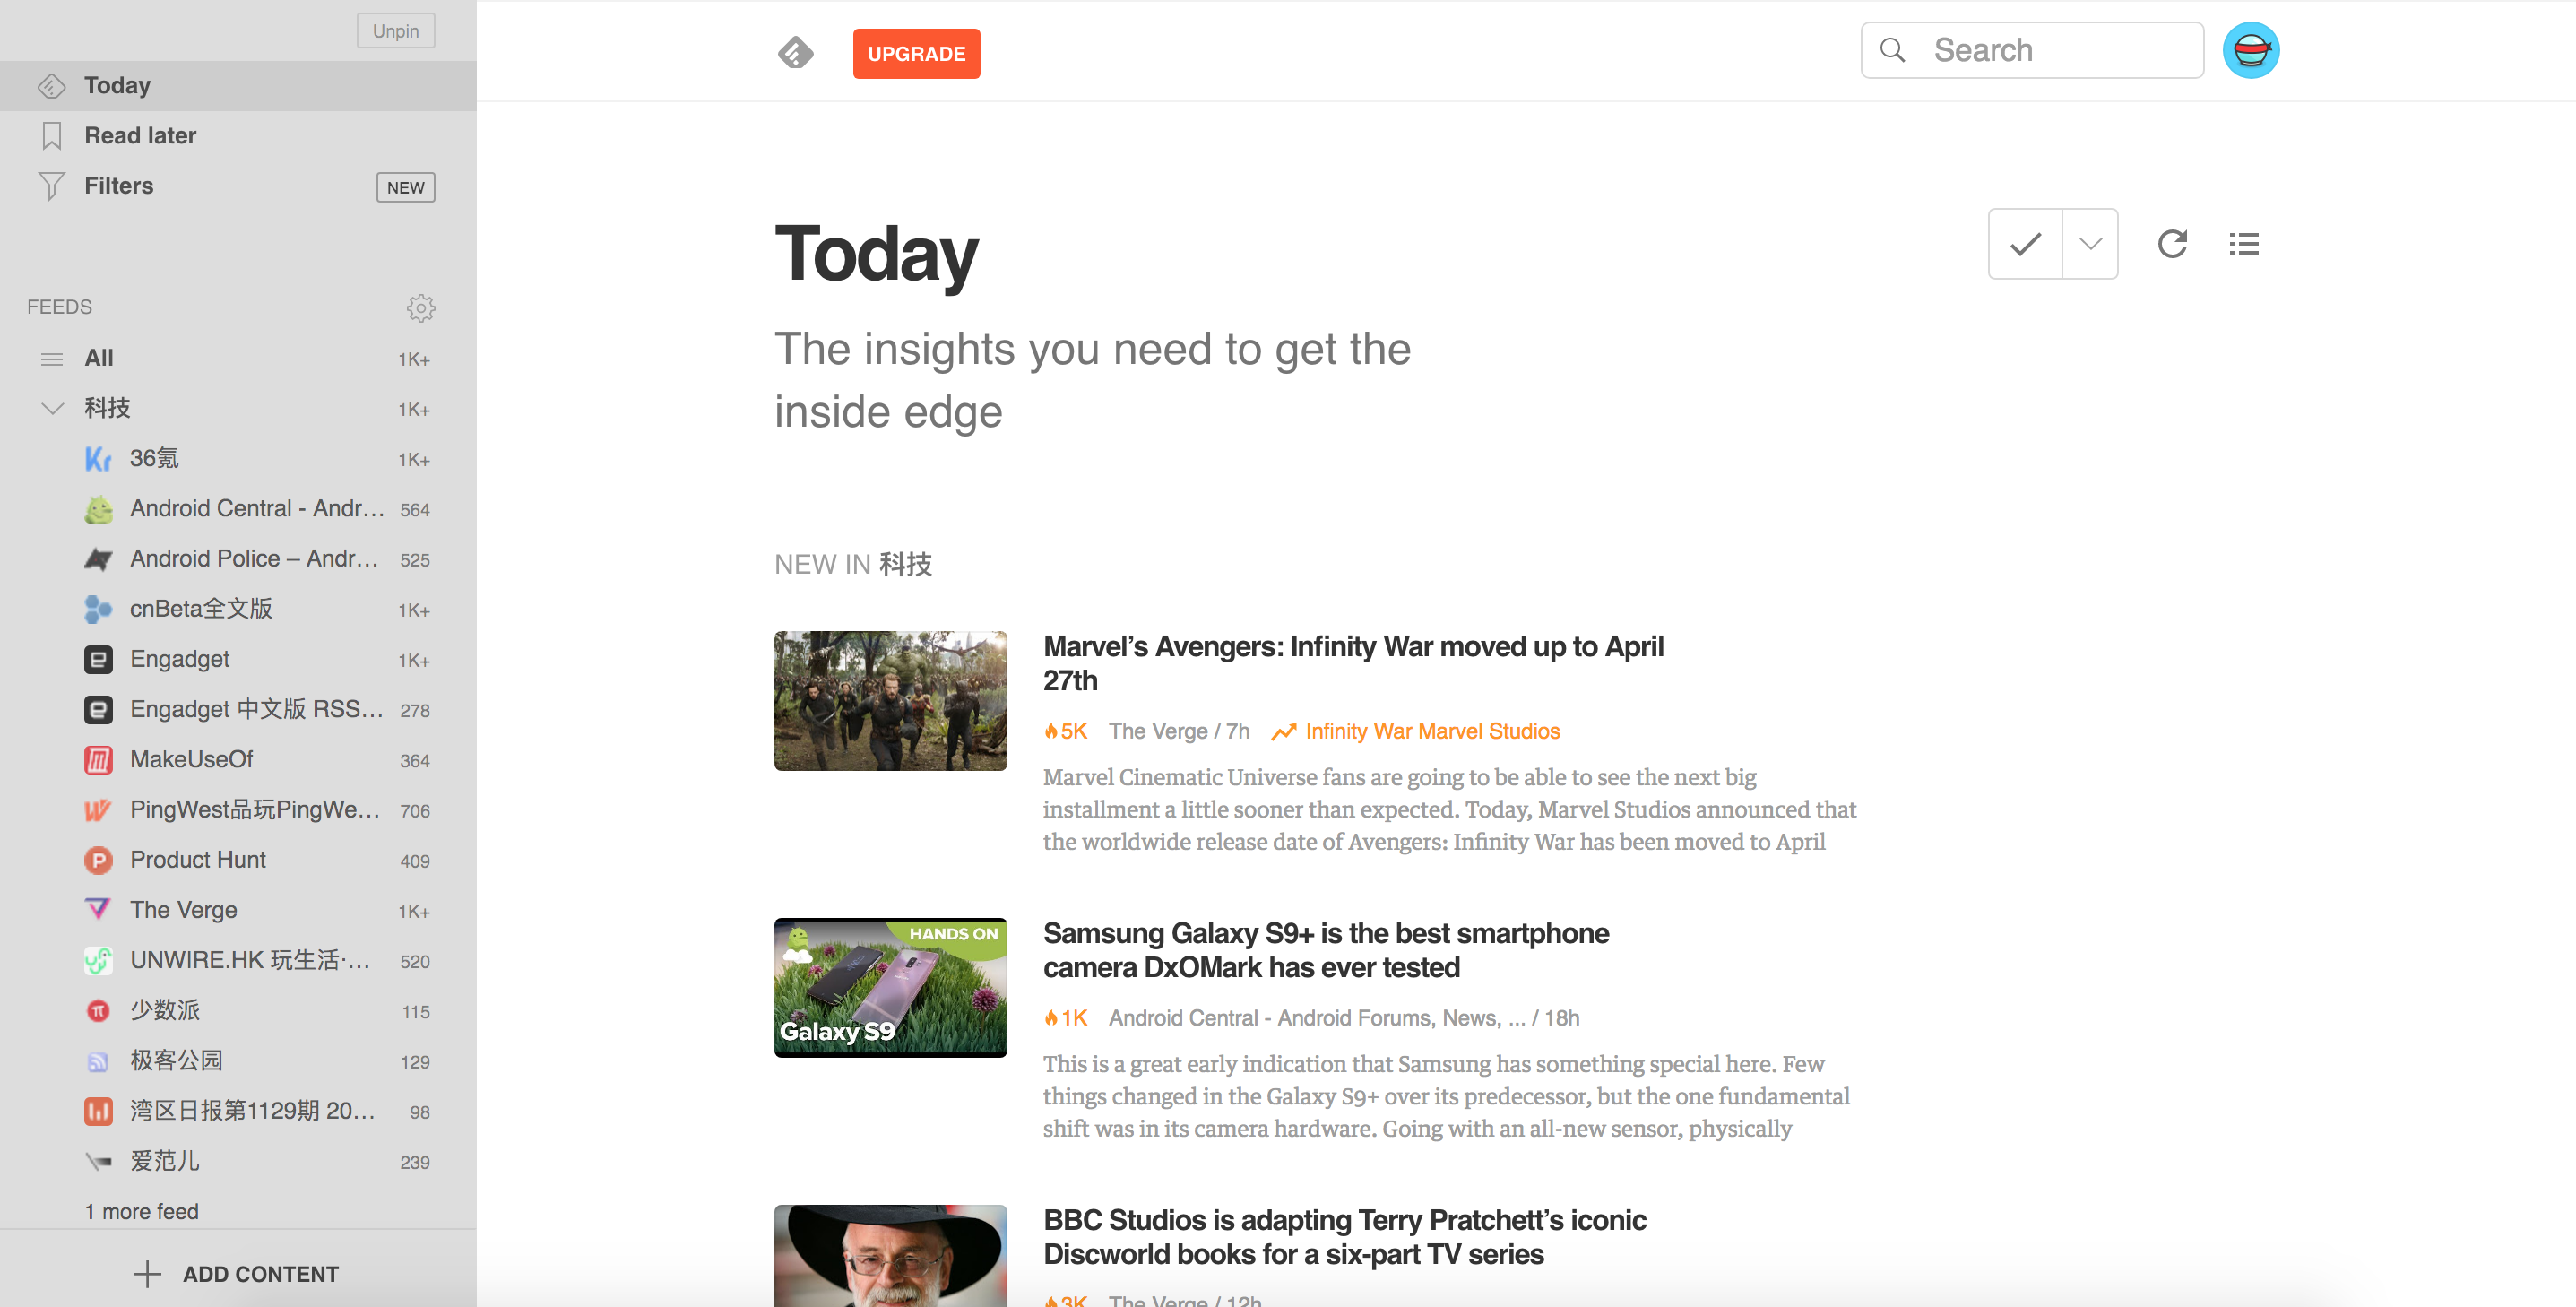 Unpin
Today
Read later
Filters
NEW
FEEDS
All
1K+
科技
1K+
36氪
1K+
Android Central - Andr...
564
Android Police – Andr...
525
cnBeta全文版
1K+
Engadget
1K+
Engadget 中文版 RSS...
278
MakeUseOf
364
PingWest品玩PingWe...
706
Product Hunt
409
The Verge
1K+
UNWIRE.HK 玩生活·...
520
少数派
115
极客公园
129
湾区日报第1129期 20...
98
爱范儿
239
1 more feed
ADD CONTENT
UPGRADE
Search
Today
The insights you need to get the
inside edge
NEW IN 科技
Marvel’s Avengers: Infinity War moved up to April
27th
5K The Verge / 7h Infinity War Marvel Studios
Marvel Cinematic Universe fans are going to be able to see the next big
installment a little sooner than expected. Today, Marvel Studios announced that
the worldwide release date of Avengers: Infinity War has been moved to April
HANDS ON
Galaxy S9
Samsung Galaxy S9+ is the best smartphone
camera DxOMark has ever tested
1K Android Central - Android Forums, News, ... / 18h
This is a great early indication that Samsung has something special here. Few
things changed in the Galaxy S9+ over its predecessor, but the one fundamental
shift was in its camera hardware. Going with an all-new sensor, physically
BBC Studios is adapting Terry Pratchett’s iconic
Discworld books for a six-part TV series
3K The Verge / 12h